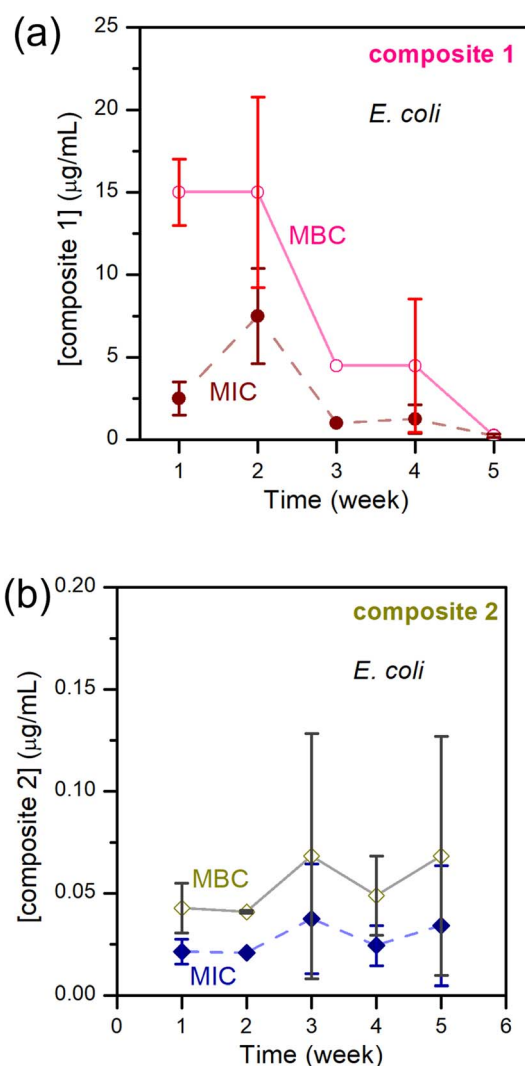 (a)
25
20
15
10
5
0
composite 1
E. coli
MBC
MIC
[composite 1] (μg/mL)
1 2 3 4 5
Time (week)
(b)
0.20
0.15
0.10
0.05
0.00
composite 2
E. coli
MBC
MIC
[composite 2] (μg/mL)
0 1 2 3 4 5 6
Time (week)